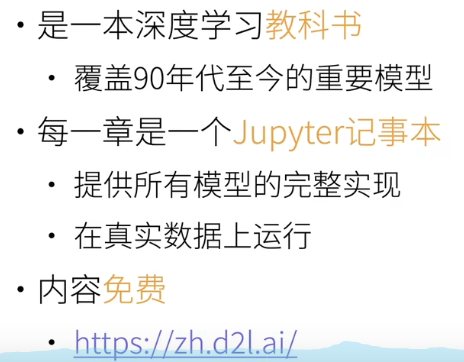 • 是一本深度学习教科书
• 覆盖90年代至今的重要模型
• 每一章是一个Jupyter记事本
• 提供所有模型的完整实现
• 在真实数据上运行
• 内容免费
• https://zh.d2l.ai/